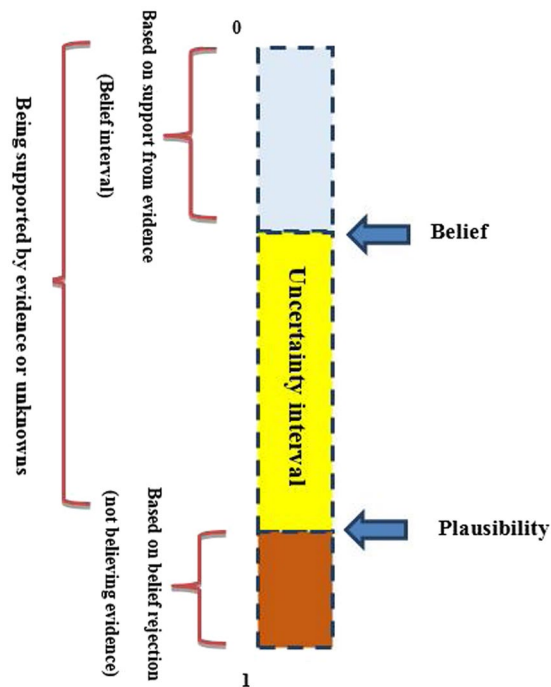 0
Based on support from evidence
(Belief interval)
Being supported by evidence or unknowns
Belief
Uncertainty interval
Plausibility
Based on belief rejection
(not believing evidence)
1